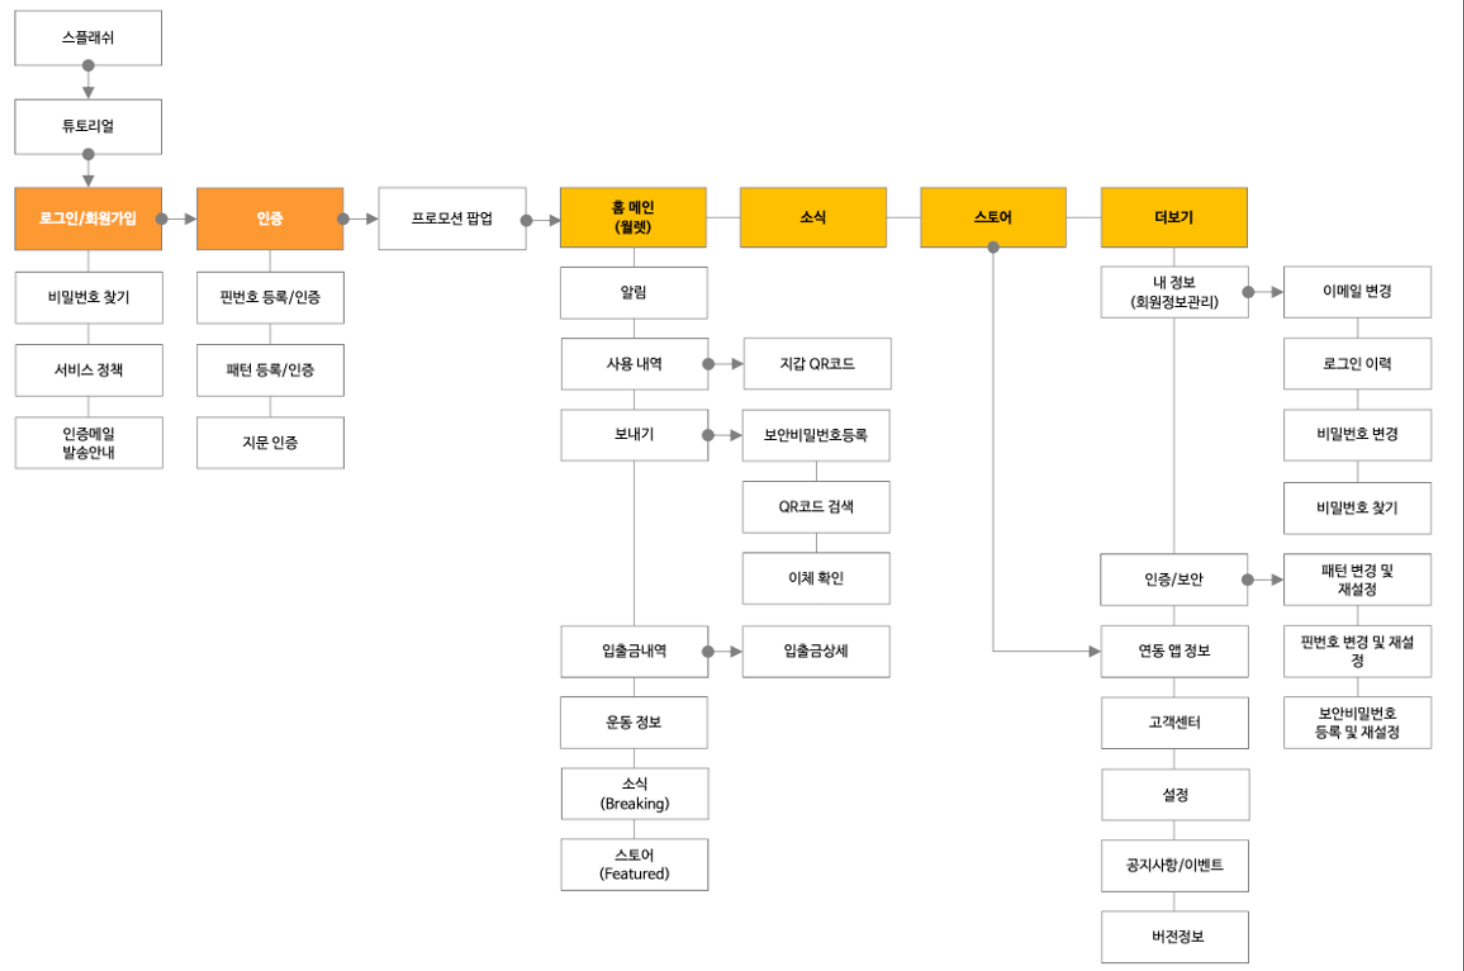 스플래쉬
튜토리얼
로그인/회원가입
인증
프로모션 팝업
홈 메인
(월렛)
소식
스토어
더보기
비밀번호 찾기
서비스 정책
인증메일
발송안내
핀번호 등록/인증
패턴 등록/인증
지문 인증
알림
사용 내역
지갑 QR코드
보내기
보안비밀번호등록
QR코드 검색
이체 확인
입출금내역
입출금상세
운동 정보
소식
(Breaking)
스토어
(Featured)
내 정보
(회원정보관리)
이메일 변경
로그인 이력
비밀번호 변경
비밀번호 찾기
인증/보안
패턴 변경 및
재설정
핀번호 변경 및 재설
정
보안비밀번호
등록 및 재설정
연동 앱 정보
고객센터
설정
공지사항/이벤트
버전정보